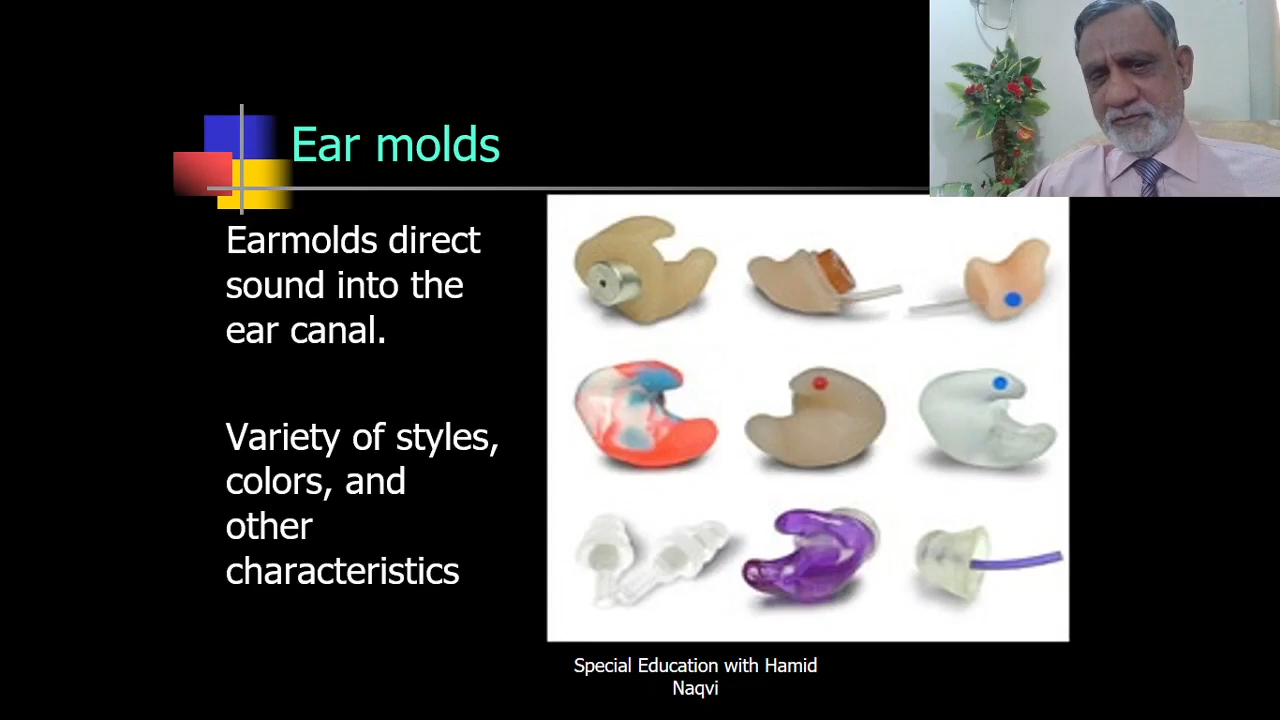 Ear molds
Earmolds direct
sound into the
ear canal.
Variety of styles,
colors, and
other
characteristics
Special Education with Hamid
Naqvi